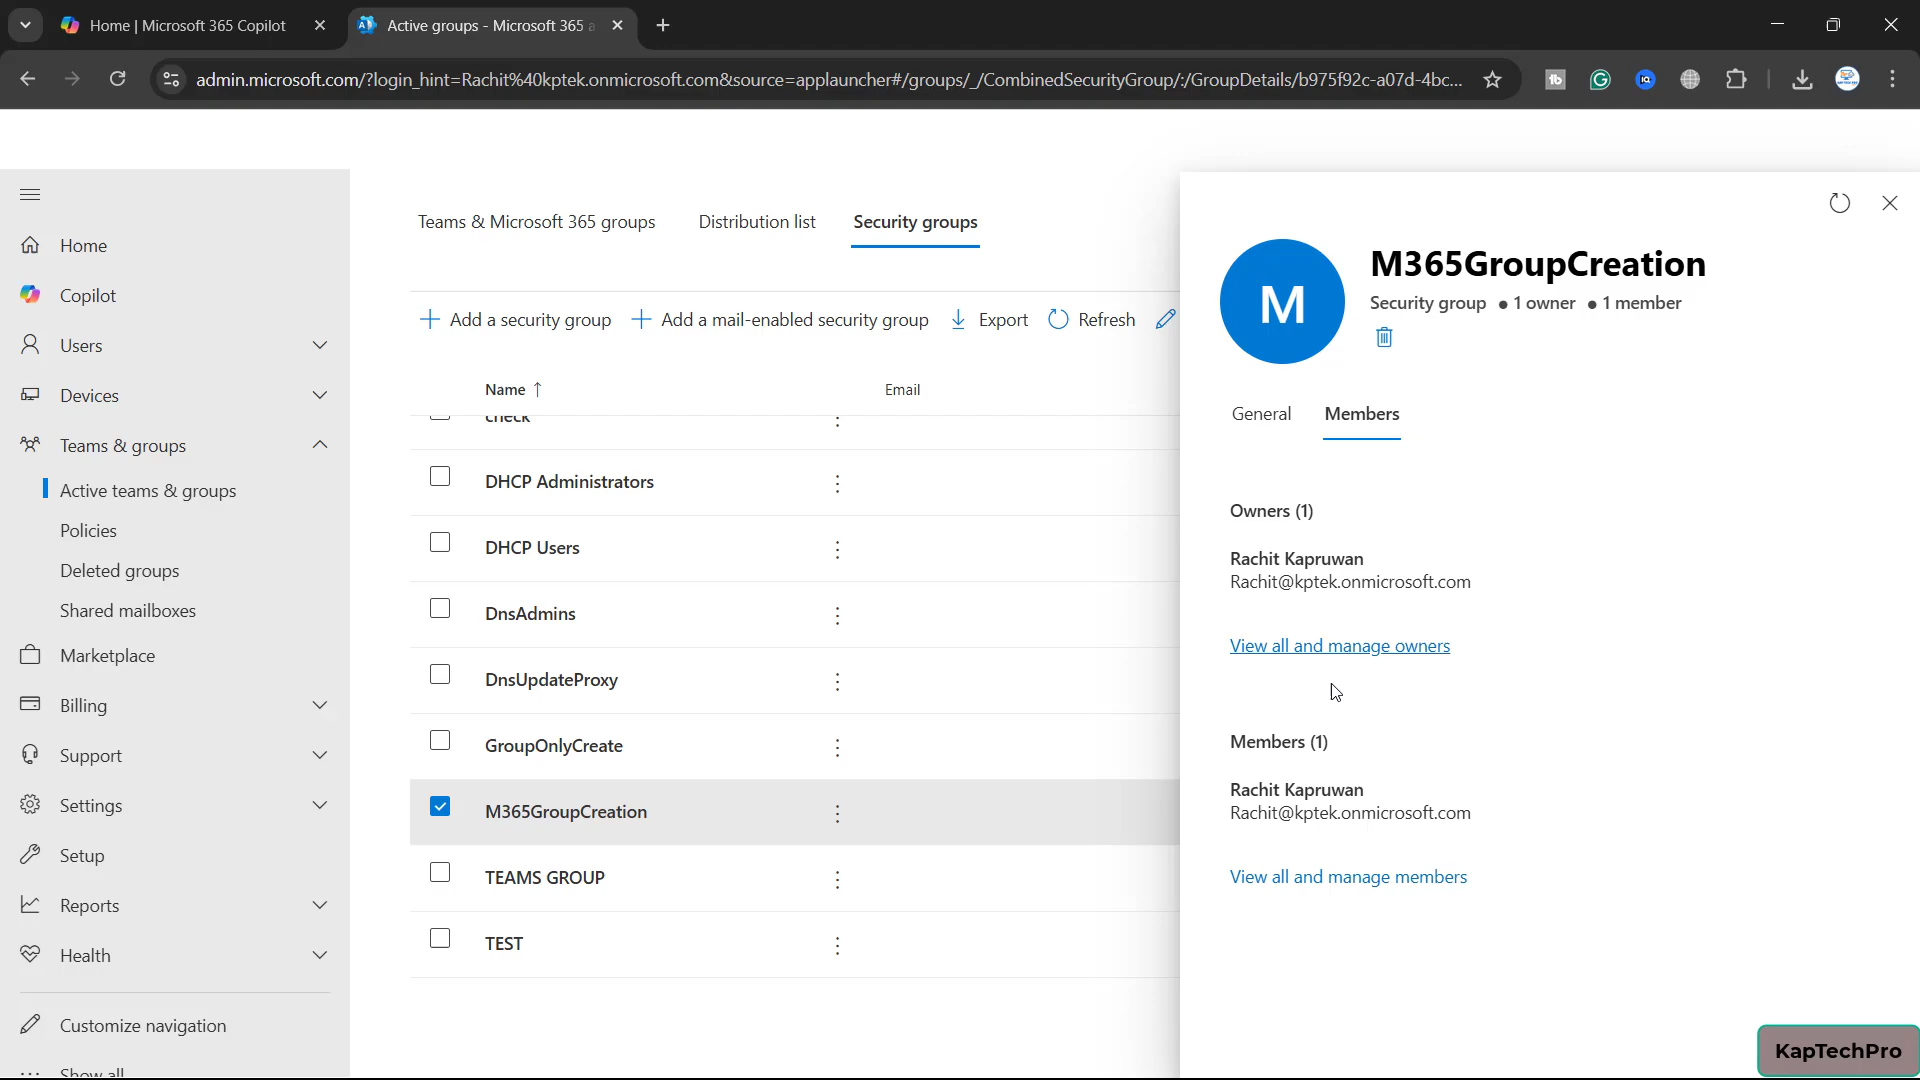 Home | Microsoft 365 Copilot
Active groups - Microsoft 365 a
admin.microsoft.com/?login_hint=Rachit%40kptek.onmicrosoft.com&source=applauncher#/groups/_/CombinedSecurityGroup/:/GroupDetails/b975f92c-a07d-4bc...
Home
Copilot
Users
Devices
Teams & groups
Active teams & groups
Policies
Deleted groups
Shared mailboxes
Marketplace
Billing
Support
Settings
Setup
Reports
Health
Customize navigation
Show all
Teams & Microsoft 365 groups
Distribution list
Security groups
Add a security group
Add a mail-enabled security group
Export
Refresh
Name ↑
Email
check
DHCP Administrators
DHCP Users
DnsAdmins
DnsUpdateProxy
GroupOnlyCreate
M365GroupCreation
TEAMS GROUP
TEST
M
M365GroupCreation
Security group ● 1 owner ● 1 member
General
Members
Owners (1)
Rachit Kapruwan
Rachit@kptek.onmicrosoft.com
View all and manage owners
Members (1)
Rachit Kapruwan
Rachit@kptek.onmicrosoft.com
View all and manage members
KapTechPro